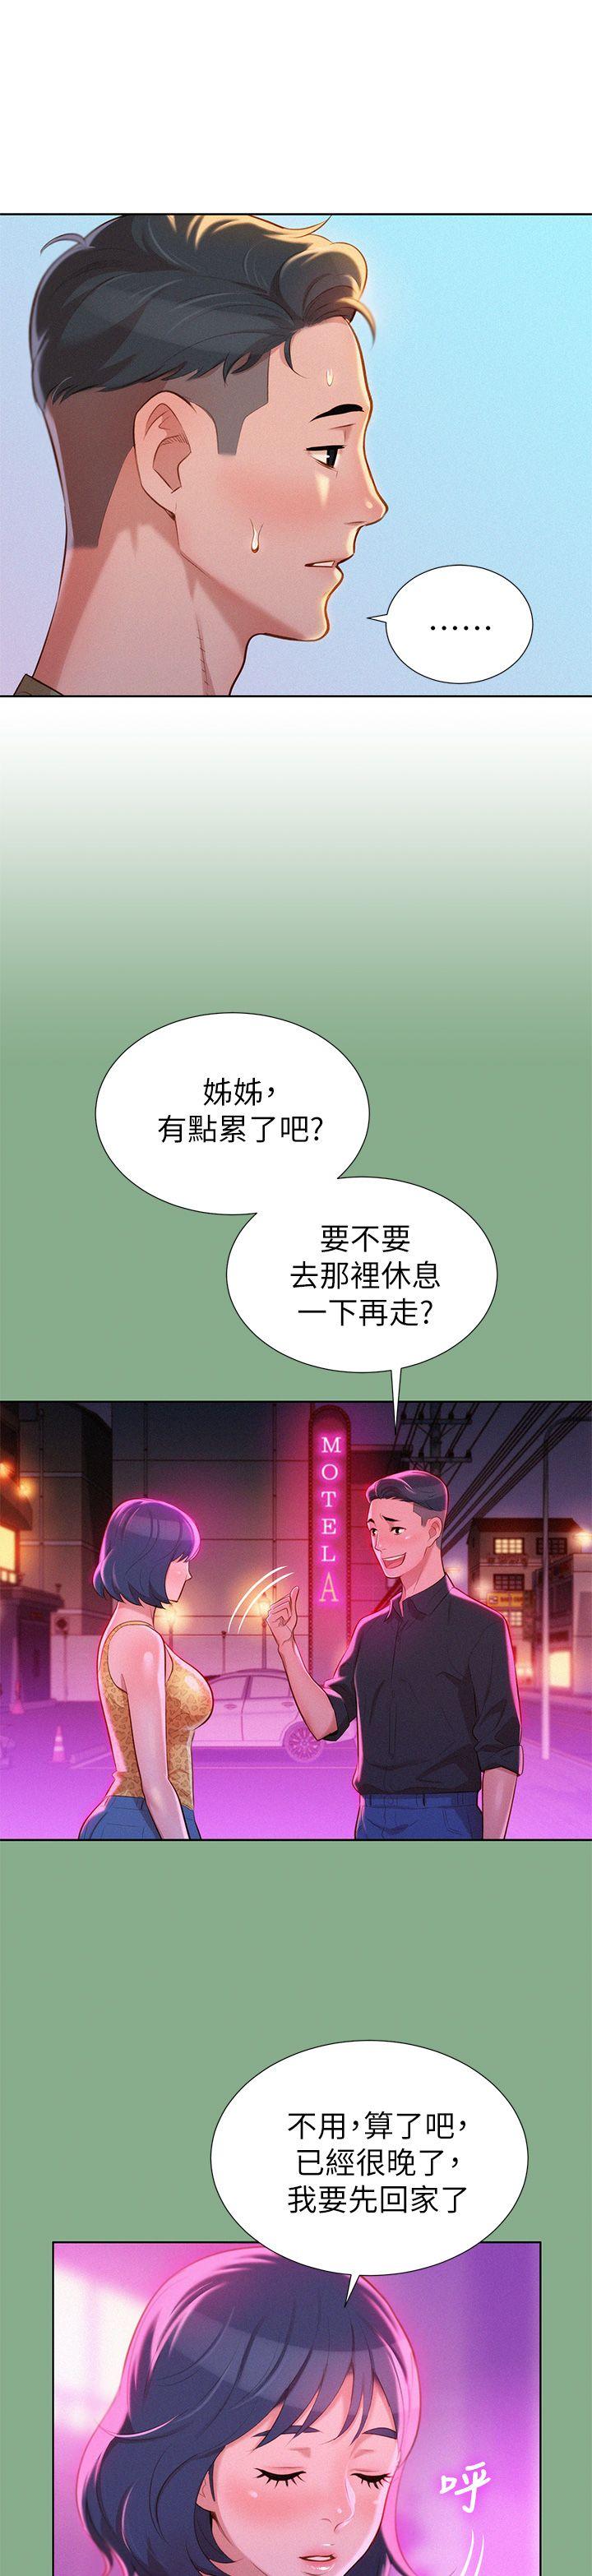 ……
姊姊,
有點累了吧?
要不要
去那裡休息
一下再走?
MOTEL A
不用,算了吧,
已經很晚了,
我要先回家了
呼